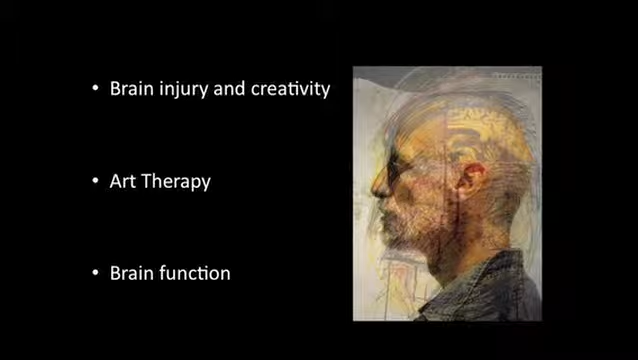 • Brain injury and creativity
• Art Therapy
• Brain function